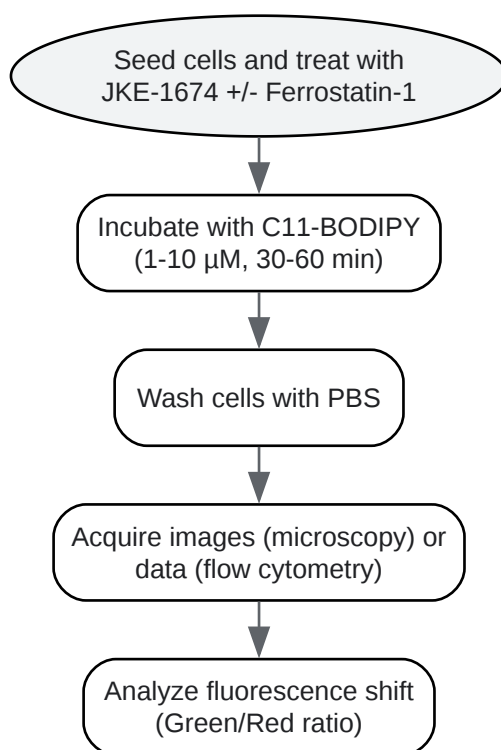 Seed cells and treat with
JKE-1674 +/- Ferrostatin-1
Incubate with C11-BODIPY
(1-10 µM, 30-60 min)
Wash cells with PBS
Acquire images (microscopy) or
data (flow cytometry)
Analyze fluorescence shift
(Green/Red ratio)